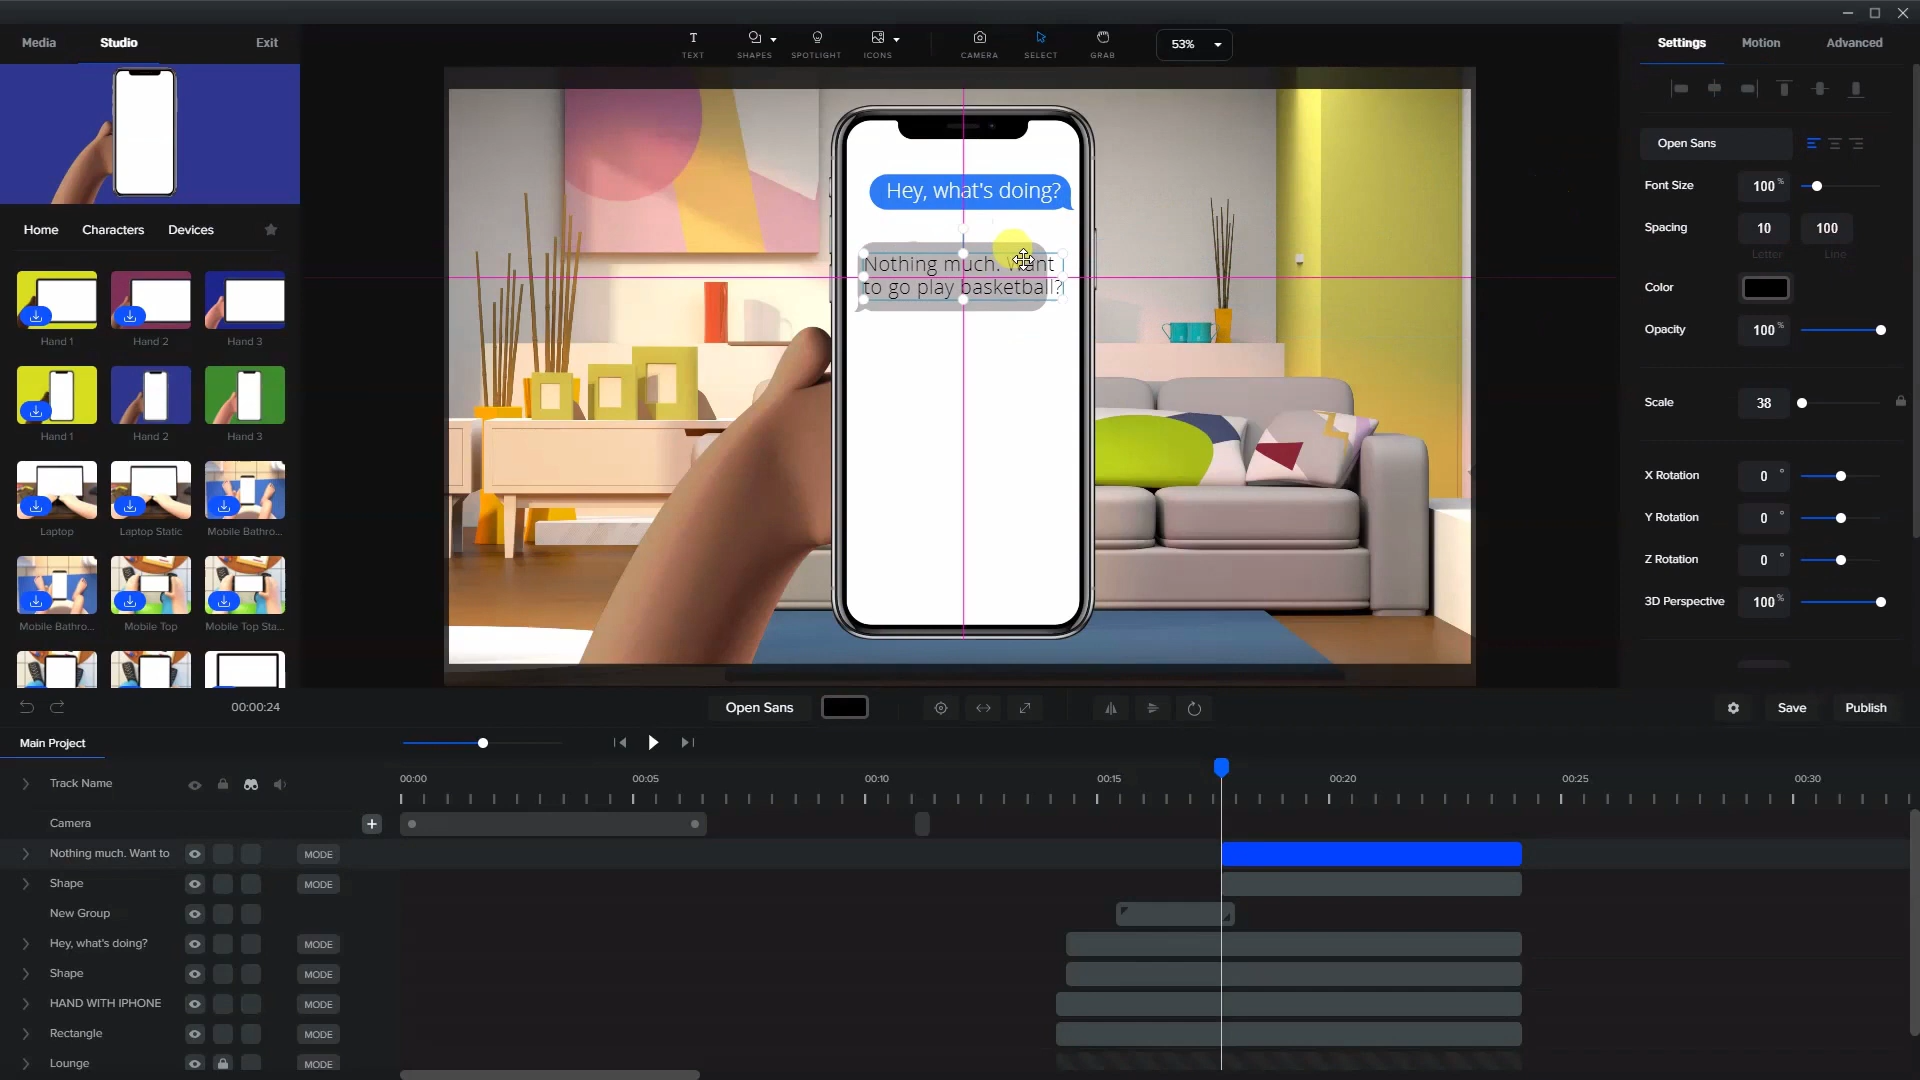 Media
Studio
Exit
TEXT
SHAPES
SPOTLIGHT
ICONS
CAMERA
SELECT
GRAB
53%
Settings
Motion
Advanced
Home
Characters
Devices
Hand 1
Hand 2
Hand 3
Hand 1
Hand 2
Hand 3
Laptop
Laptop Static
Mobile Bathro...
Mobile Bathro...
Mobile Top
Mobile Top Sta...
Hey, what's doing?
Nothing much. Want
to go play basketball?
Open Sans
Font Size
100 %
Spacing
10
100
Letter
Line
Color
Opacity
100 %
Scale
38
X Rotation
0 °
Y Rotation
0 °
Z Rotation
0 °
3D Perspective
100 %
00:00:24
Open Sans
Save
Publish
Main Project
Track Name
00:00
00:05
00:10
00:15
00:20
00:25
00:30
Camera
Nothing much. Want to
MODE
Shape
MODE
New Group
Hey, what's doing?
MODE
Shape
MODE
HAND WITH IPHONE
MODE
Rectangle
MODE
Lounge
MODE